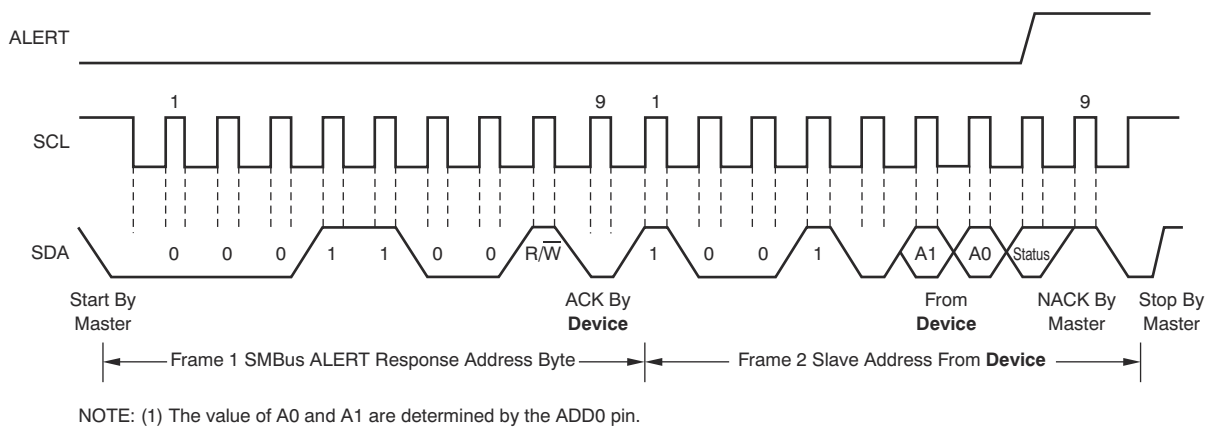 ALERT
1 9 1 9
SCL
SDA
0 0 0 1 1 0 0 R/W 1 0 0 1 A1 A0 Status
Start By
Master
ACK By
Device
From
Device
NACK By
Master
Stop By
Master
Frame 1 SMBus ALERT Response Address Byte
Frame 2 Slave Address From Device
NOTE: (1) The value of A0 and A1 are determined by the ADD0 pin.